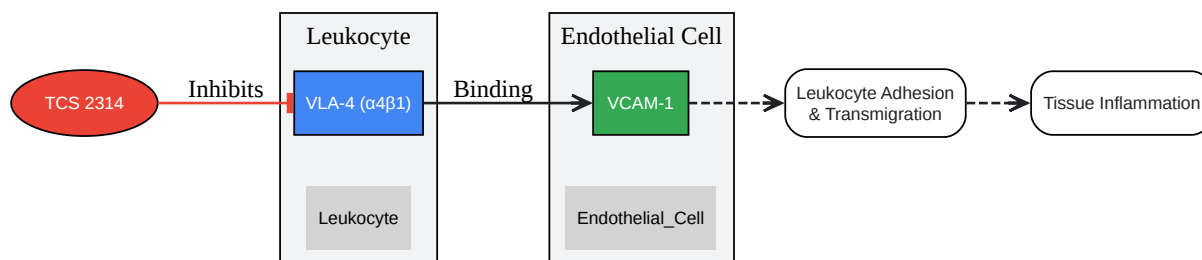 Leukocyte
Endothelial Cell
TCS 2314
Inhibits
VLA-4 (α4β1)
Binding
VCAM-1
Leukocyte Adhesion
& Transmigration
Tissue Inflammation
Leukocyte
Endothelial_Cell